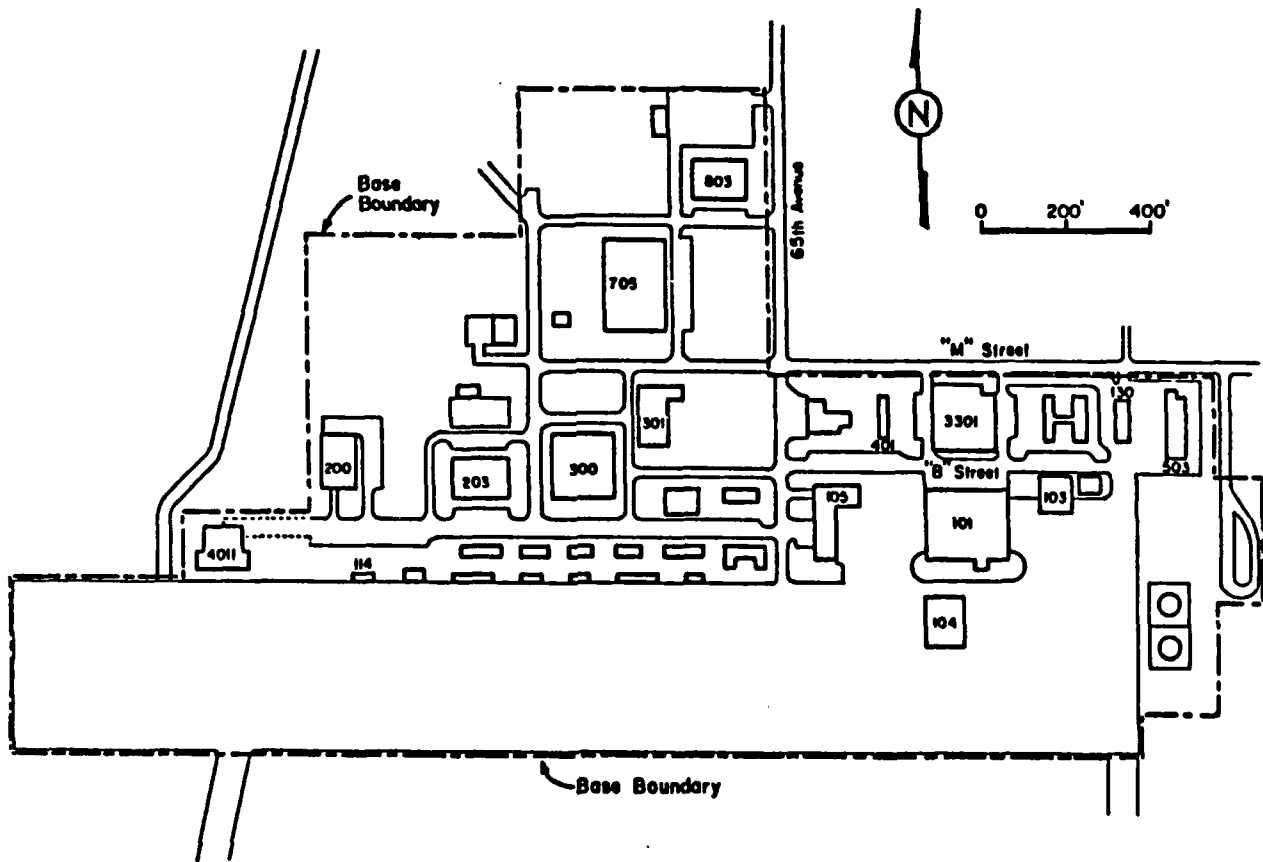 N
803
Base
Boundary
65th Avenue
0 200' 400'
705
"M" Street
130
301
3301
401
"B" Street
200
203
300
503
105
103
101
4011
114
104
Base Boundary